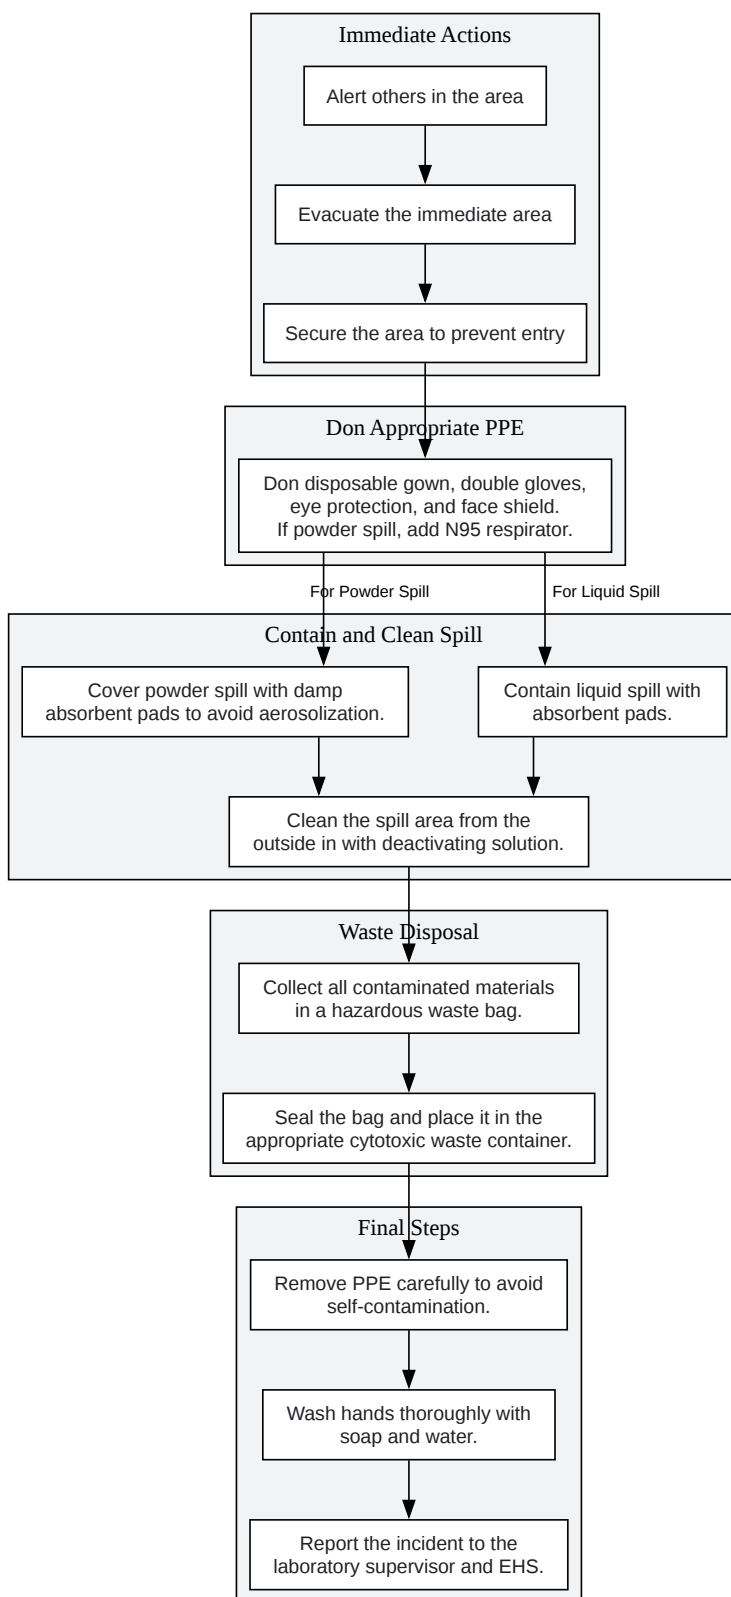 Immediate Actions
Alert others in the area
Evacuate the immediate area
Secure the area to prevent entry
Don Appropriate PPE
Don disposable gown, double gloves,
eye protection, and face shield.
If powder spill, add N95 respirator.
For Powder Spill
For Liquid Spill
Contain and Clean Spill
Cover powder spill with damp
absorbent pads to avoid aerosolization.
Contain liquid spill with
absorbent pads.
Clean the spill area from the
outside in with deactivating solution.
Waste Disposal
Collect all contaminated materials
in a hazardous waste bag.
Seal the bag and place it in the
appropriate cytotoxic waste container.
Final Steps
Remove PPE carefully to avoid
self-contamination.
Wash hands thoroughly with
soap and water.
Report the incident to the
laboratory supervisor and EHS.